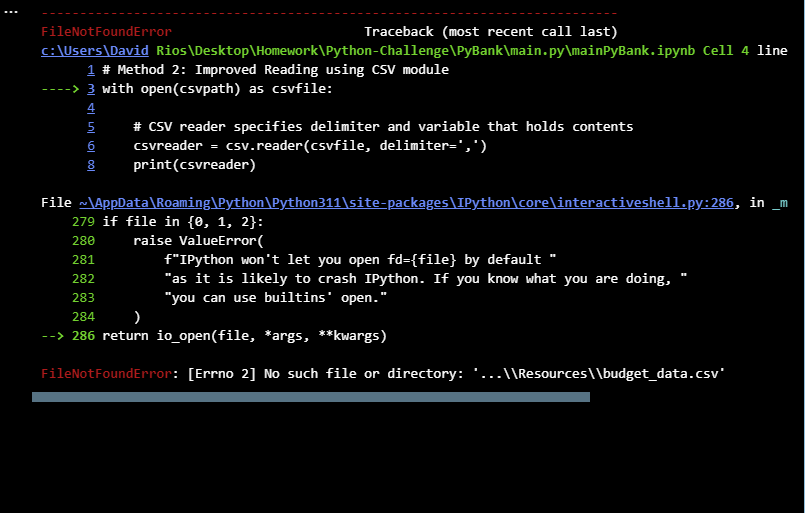 ...
---------------------------------------------------------------------------
FileNotFoundError                         Traceback (most recent call last)
c:\Users\David Rios\Desktop\Homework\Python-Challenge\PyBank\main.py\mainPyBank.ipynb Cell 4 line
      1 # Method 2: Improved Reading using CSV module
----> 3 with open(csvpath) as csvfile:
      4
      5     # CSV reader specifies delimiter and variable that holds contents
      6     csvreader = csv.reader(csvfile, delimiter=',')
      8     print(csvreader)
File ~\AppData\Roaming\Python\Python311\site-packages\IPython\core\interactiveshell.py:286, in _m
    279 if file in {0, 1, 2}:
    280     raise ValueError(
    281         f"IPython won't let you open fd={file} by default "
    282         "as it is likely to crash IPython. If you know what you are doing, "
    283         "you can use builtins' open."
    284     )
--> 286 return io_open(file, *args, **kwargs)
FileNotFoundError: [Errno 2] No such file or directory: '...\\Resources\\budget_data.csv'